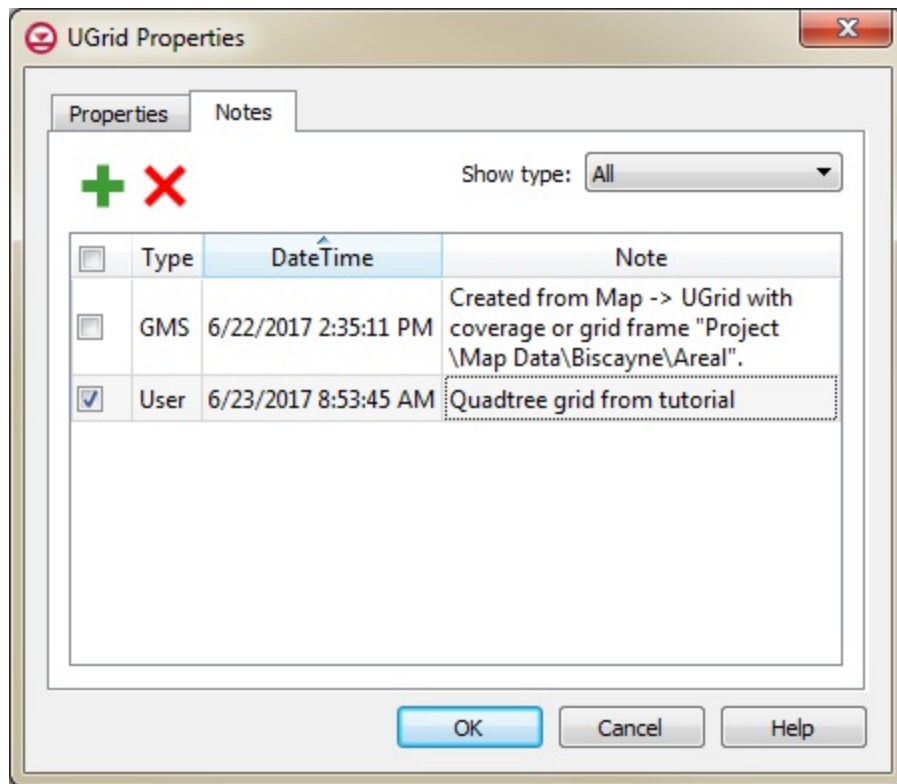 UGrid Properties
Properties Notes
Show type: All
Type DateTime Note
GMS 6/22/2017 2:35:11 PM Created from Map -> UGrid with
coverage or grid frame "Project
\Map Data\Biscayne\Areal".
User 6/23/2017 8:53:45 AM Quadtree grid from tutorial
OK Cancel Help